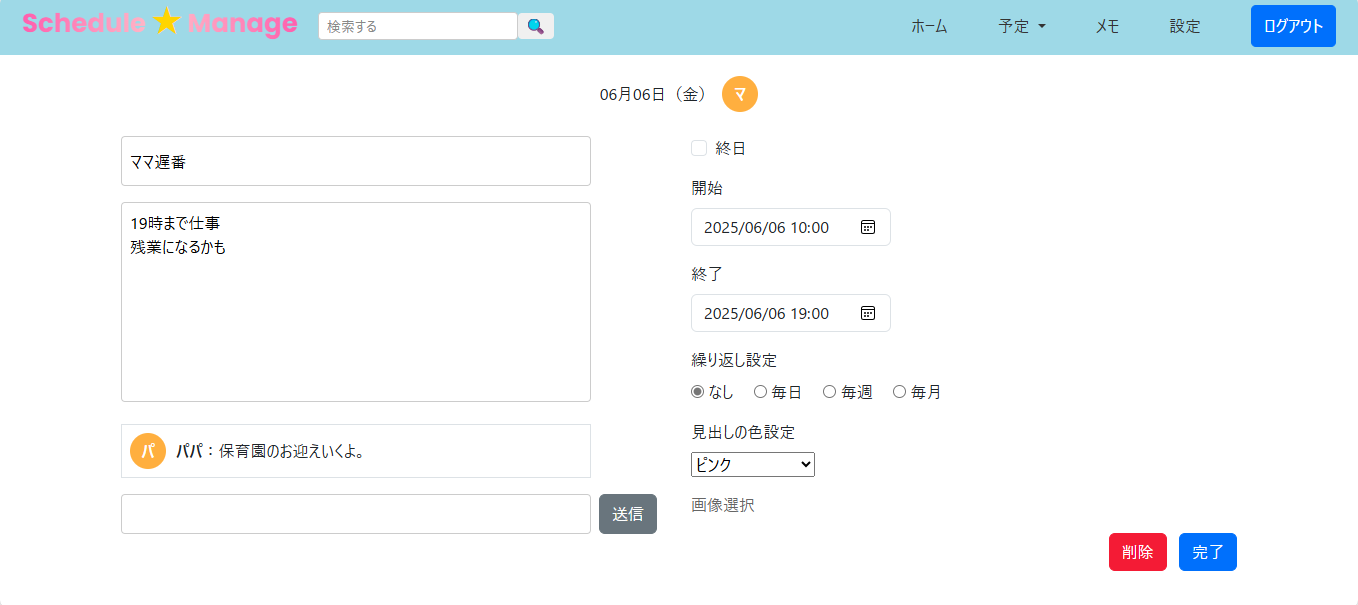 Schedule ★ Manage
検索する
ホーム
予定
メモ
設定
ログアウト
06月06日（金） マ
ママ遅番
19時まで仕事
残業になるかも
パ パパ：保育園のお迎えいくよ。
送信
終日
開始
2025/06/06 10:00
終了
2025/06/06 19:00
繰り返し設定
なし 毎日 毎週 毎月
見出しの色設定
ピンク
画像選択
削除 完了